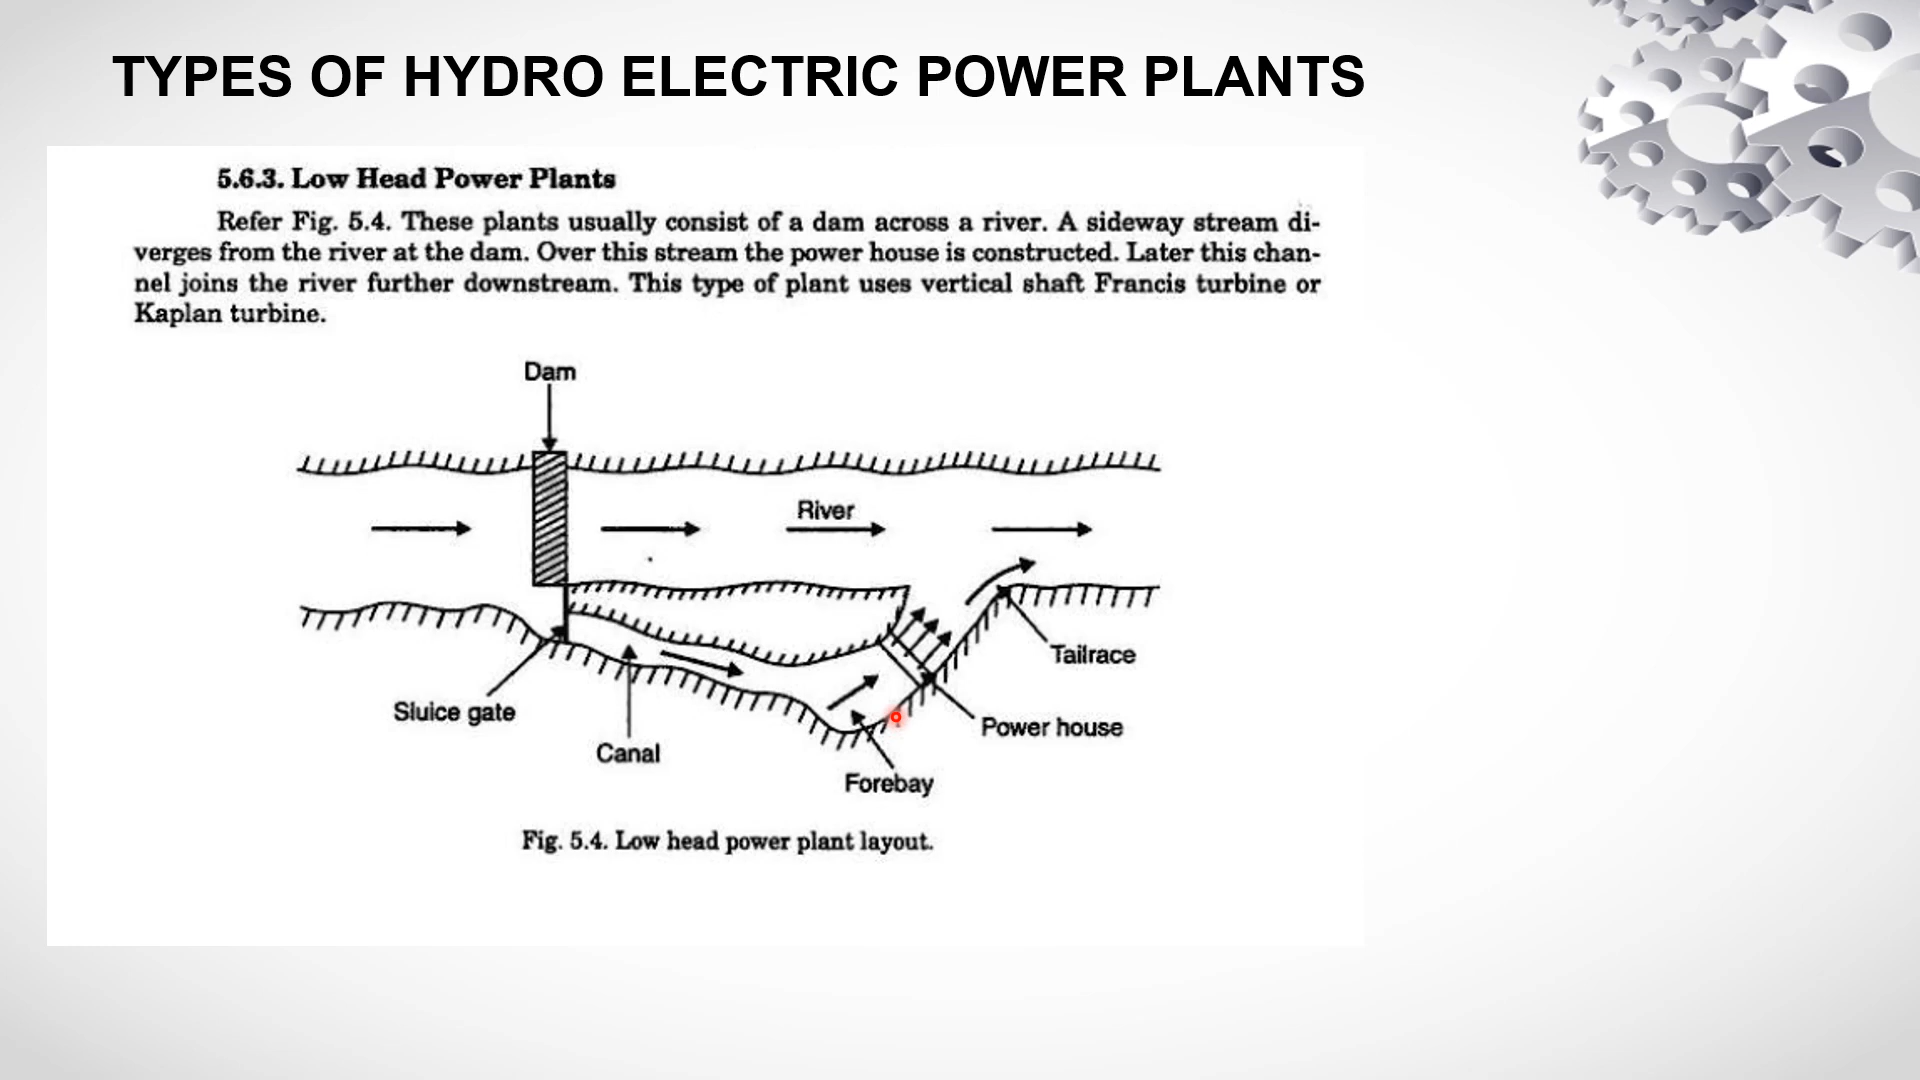 TYPES OF HYDRO ELECTRIC POWER PLANTS
5.6.3. Low Head Power Plants
Refer Fig. 5.4. These plants usually consist of a dam across a river. A sideway stream di-
verges from the river at the dam. Over this stream the power house is constructed. Later this chan-
nel joins the river further downstream. This type of plant uses vertical shaft Francis turbine or
Kaplan turbine.
Dam
River
Tailrace
Sluice gate
Power house
Canal
Forebay
Fig. 5.4. Low head power plant layout.